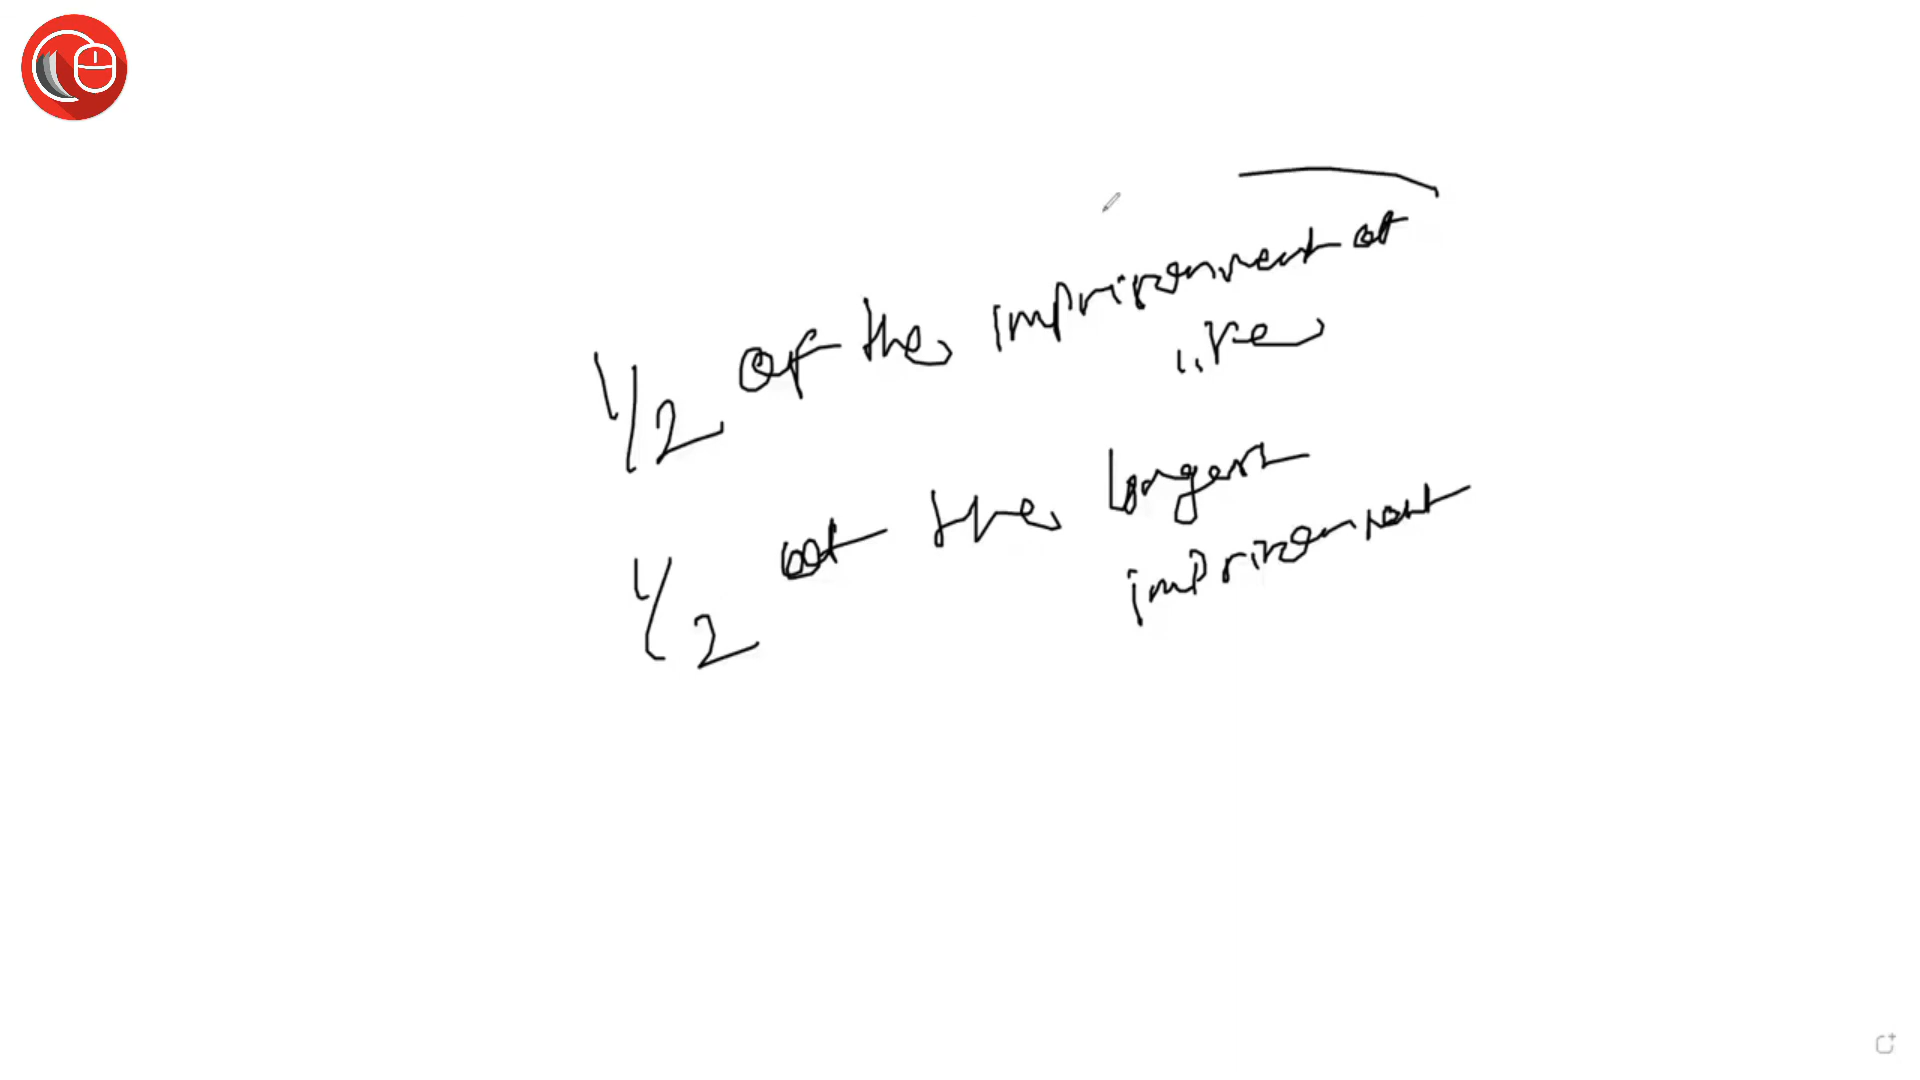 1/2 of the imprisonment of
life
1/2 of the longest
imprisonment